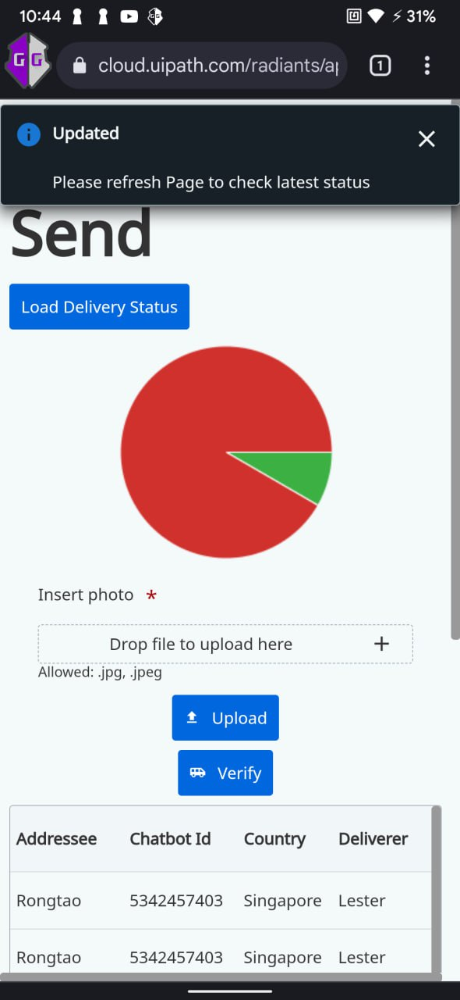 10:44 31%
GG cloud.uipath.com/radiants/a 1
Updated
Please refresh Page to check latest status
Send
Load Delivery Status
Insert photo *
Drop file to upload here +
Allowed: .jpg, .jpeg
Upload
Verify
Addressee Chatbot Id Country Deliverer
Rongtao 5342457403 Singapore Lester
Rongtao 5342457403 Singapore Lester